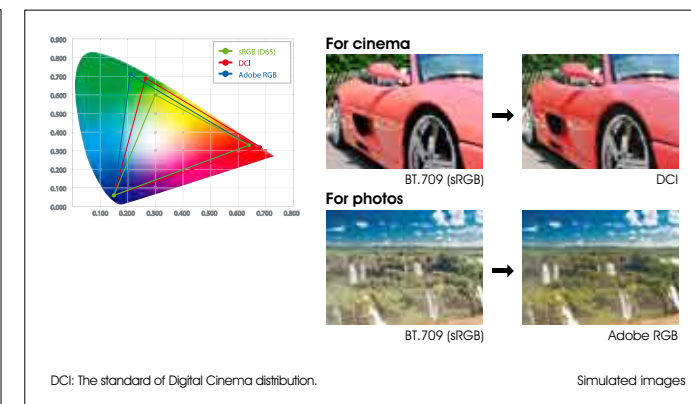 0.900
0.800
0.700
0.600
0.500
0.400
0.300
0.200
0.100
0.000
0.100 0.200 0.300 0.400 0.500 0.600 0.700 0.800
sRGB (D65)
DCI
Adobe RGB
For cinema
BT.709 (sRGB)
DCI
For photos
BT.709 (sRGB)
Adobe RGB
DCI: The standard of Digital Cinema distribution.
Simulated images